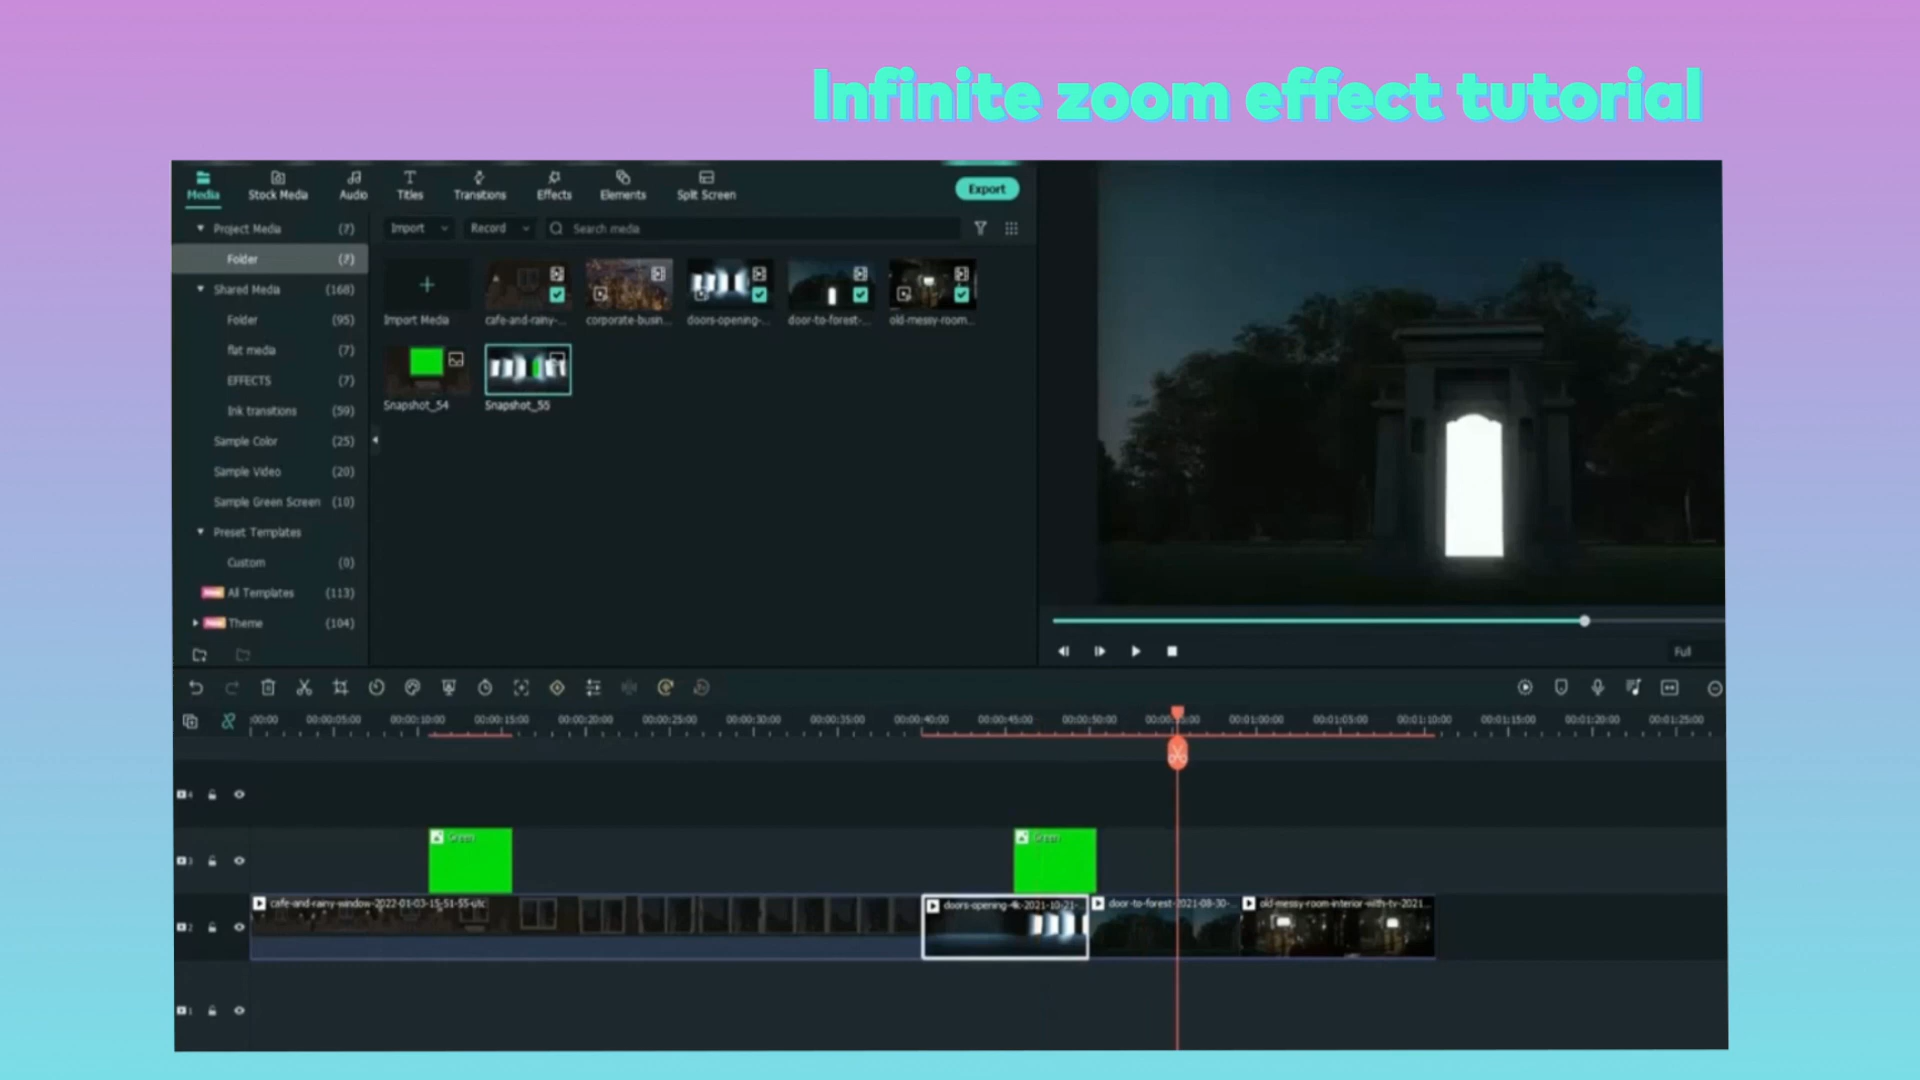 Infinite zoom effect tutorial
Media Stock Media Audio Titles Transitions Effects Elements Split Screen Export
Project Media (7)
Import Record Search media
Folder (7)
Shared Media (168)
Folder (95)
Import Media cafe-and-rainy-... corporate-busin... doors-opening-... door-to-forest-... old-messy-room...
flat media (7)
EFFECTS (7)
Snapshot_54 Snapshot_55
Ink transitions (59)
Sample Color (25)
Sample Video (20)
Sample Green Screen (10)
Preset Templates
Custom (0)
All Templates (113)
Theme (104)
Full
:00:00 00:00:05:00 00:00:10:00 00:00:15:00 00:00:20:00 00:00:25:00 00:00:30:00 00:00:35:00 00:00:40:00 00:00:45:00 00:00:50:00 00:01:00:00 00:01:05:00 00:01:10:00 00:01:15:00 00:01:20:00 00:01:25:00
4
Green Green
3
cafe-and-rainy-window-2022-01-03-15-51-55-utc doors-opening-4k-2021-10-21-... door-to-forest-2021-08-30-... old-messy-room-interior-with-tv-2021...
2
1